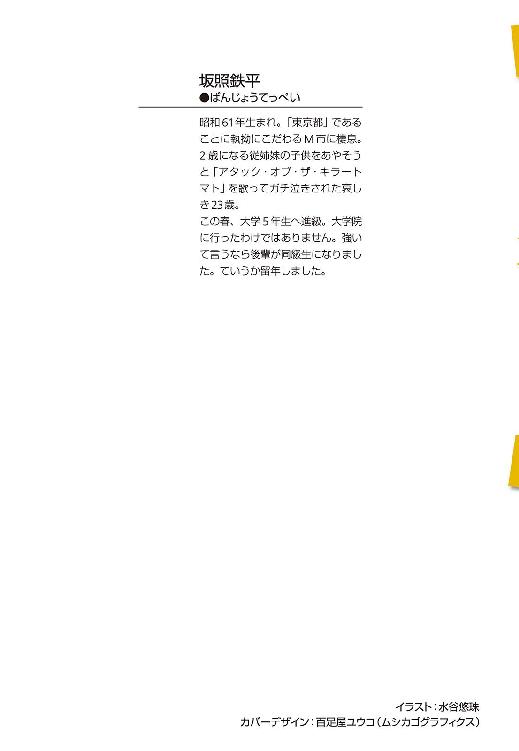 坂照鉄平
●ばんじょうてっぺい
昭和61年生まれ。「東京都」である
ことに執拗にこだわるM市に棲息。
2歳になる従姉妹の子供をあやそう
と「アタック・オブ・ザ・キラート
マト」を歌ってガチ泣きされた哀し
き23歳。
この春、大学5年生へ進級。大学院
に行ったわけではありません。強い
て言うなら後輩が同級生になりまし
た。ていうか留年しました。
イラスト：水谷悠珠
カバーデザイン：百足屋ユウコ（ムシカゴグラフィクス）